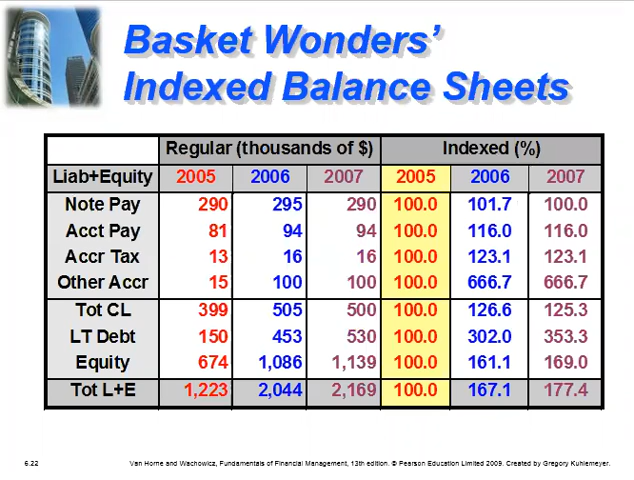 Basket Wonders’
Indexed Balance Sheets
Regular (thousands of $) Indexed (%)
Liab+Equity 2005 2006 2007 2005 2006 2007
Note Pay 290 295 290 100.0 101.7 100.0
Acct Pay 81 94 94 100.0 116.0 116.0
Accr Tax 13 16 16 100.0 123.1 123.1
Other Accr 15 100 100 100.0 666.7 666.7
Tot CL 399 505 500 100.0 126.6 125.3
LT Debt 150 453 530 100.0 302.0 353.3
Equity 674 1,086 1,139 100.0 161.1 169.0
Tot L+E 1,223 2,044 2,169 100.0 167.1 177.4
6.22 Van Horne and Wachowicz, Fundamentals of Financial Management, 13th edition. © Pearson Education Limited 2009. Created by Gregory Kuhlemeyer.